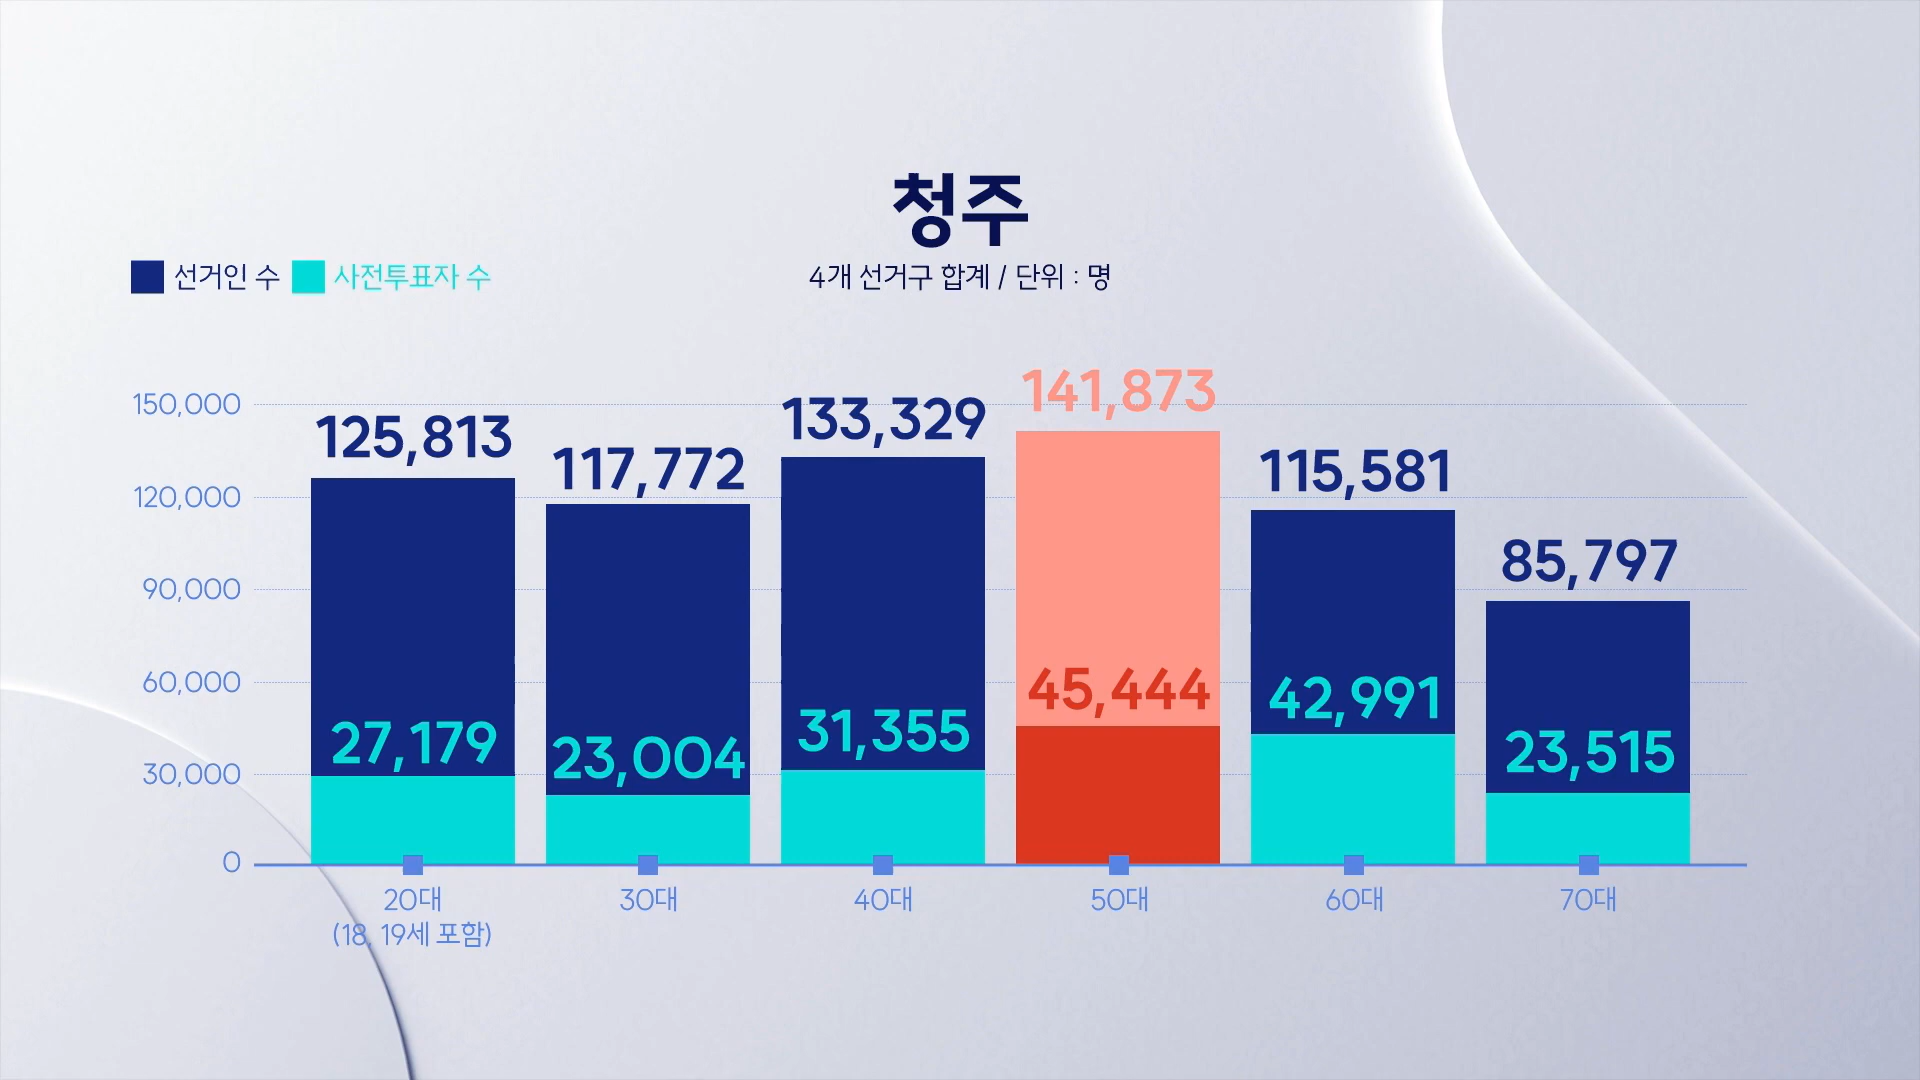 청주
선거인 수 사전투표자 수
4개 선거구 합계 / 단위 : 명
150,000
120,000
90,000
60,000
30,000
0
125,813
117,772
133,329
141,873
115,581
85,797
27,179
23,004
31,355
45,444
42,991
23,515
20대
(18, 19세 포함)
30대
40대
50대
60대
70대